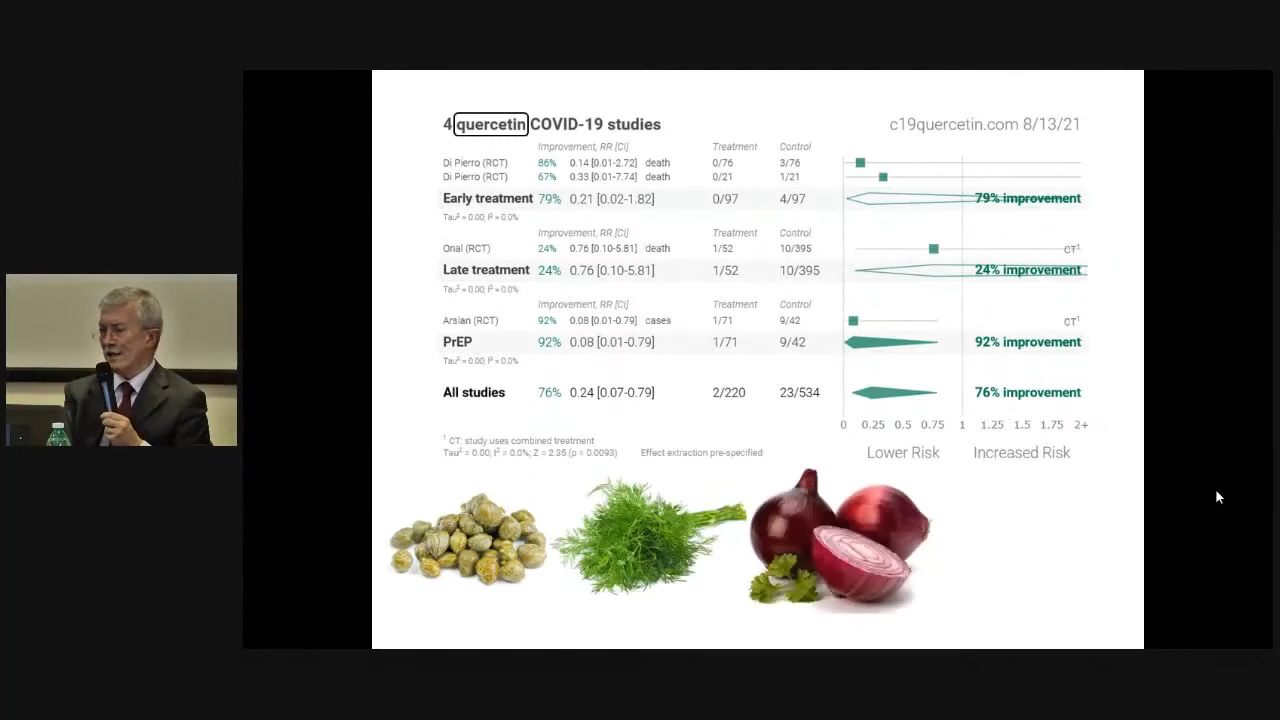 4 quercetin COVID-19 studies c19quercetin.com 8/13/21
Improvement, RR [CI] Treatment Control
Di Pierro (RCT) 86% 0.14 [0.01-2.72] death 0/76 3/76
Di Pierro (RCT) 67% 0.33 [0.01-7.74] death 0/21 1/21
Early treatment 79% 0.21 [0.02-1.82] 0/97 4/97 79% improvement
Tau² = 0.00; I² = 0.0%
Improvement, RR [CI] Treatment Control
Onal (RCT) 24% 0.76 [0.10-5.81] death 1/52 10/395 CT¹
Late treatment 24% 0.76 [0.10-5.81] 1/52 10/395 24% improvement
Tau² = 0.00; I² = 0.0%
Improvement, RR [CI] Treatment Control
Arslan (RCT) 92% 0.08 [0.01-0.79] cases 1/71 9/42 CT¹
PrEP 92% 0.08 [0.01-0.79] 1/71 9/42 92% improvement
Tau² = 0.00; I² = 0.0%
All studies 76% 0.24 [0.07-0.79] 2/220 23/534 76% improvement
0 0.25 0.5 0.75 1 1.25 1.5 1.75 2+
¹ CT: study uses combined treatment
Tau² = 0.00; I² = 0.0%; Z = 2.35 (p = 0.0093) Effect extraction pre-specified
Lower Risk Increased Risk